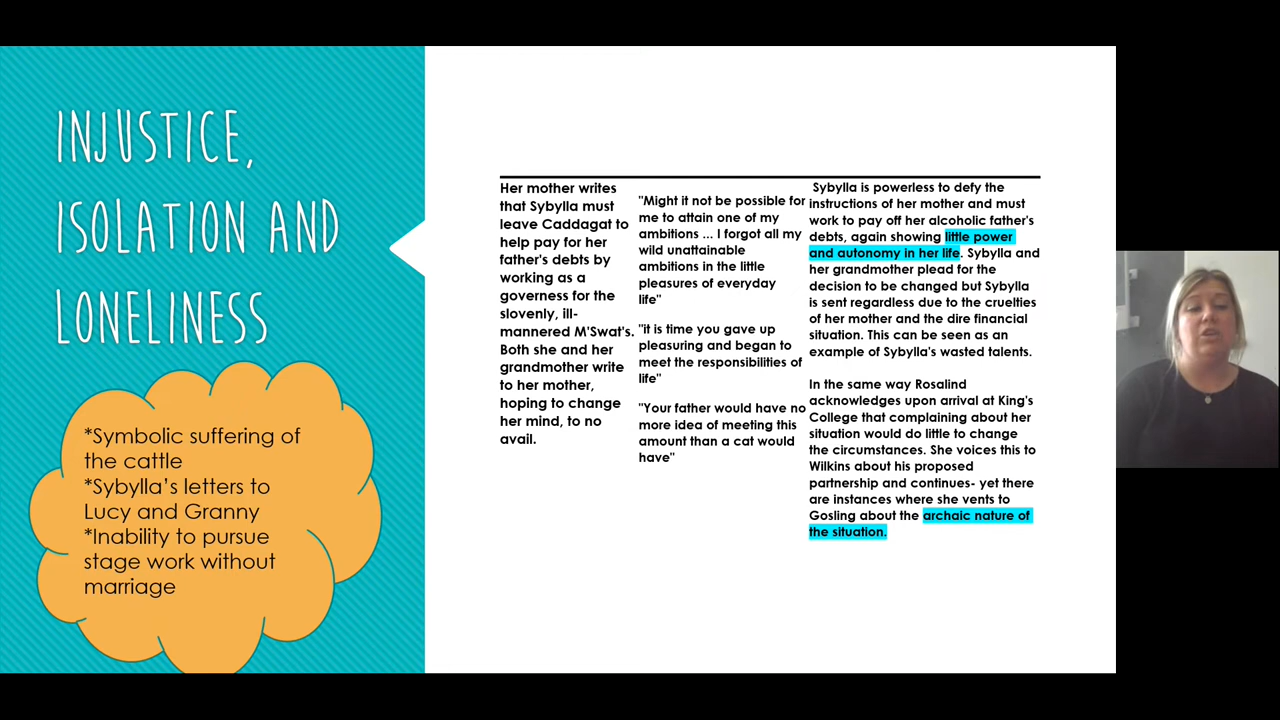 INJUSTICE,
ISOLATION AND
LONELINESS
*Symbolic suffering of
the cattle
*Sybylla's letters to
Lucy and Granny
*Inability to pursue
stage work without
marriage
Her mother writes
that Sybylla must
leave Caddagat to
help pay for her
father's debts by
working as a
governess for the
slovenly, ill-
mannered M'Swat's.
Both she and her
grandmother write
to her mother,
hoping to change
her mind, to no
avail.
"Might it not be possible for
me to attain one of my
ambitions ... I forgot all my
wild unattainable
ambitions in the little
pleasures of everyday
life"
"it is time you gave up
pleasuring and began to
meet the responsibilities of
life"
"Your father would have no
more idea of meeting this
amount than a cat would
have"
Sybylla is powerless to defy the
instructions of her mother and must
work to pay off her alcoholic father's
debts, again showing little power
and autonomy in her life. Sybylla and
her grandmother plead for the
decision to be changed but Sybylla
is sent regardless due to the cruelties
of her mother and the dire financial
situation. This can be seen as an
example of Sybylla's wasted talents.
In the same way Rosalind
acknowledges upon arrival at King's
College that complaining about her
situation would do little to change
the circumstances. She voices this to
Wilkins about his proposed
partnership and continues- yet there
are instances where she vents to
Gosling about the archaic nature of
the situation.